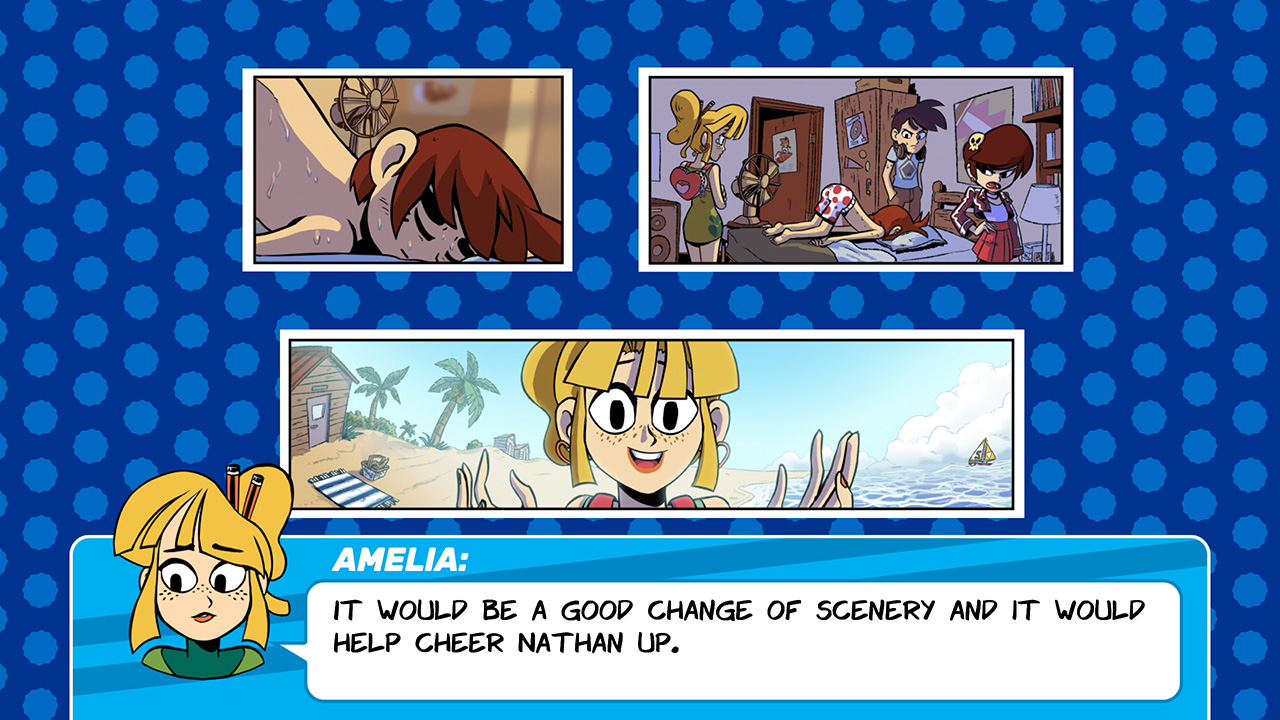 AMELIA:
IT WOULD BE A GOOD CHANGE OF SCENERY AND IT WOULD
HELP CHEER NATHAN UP.